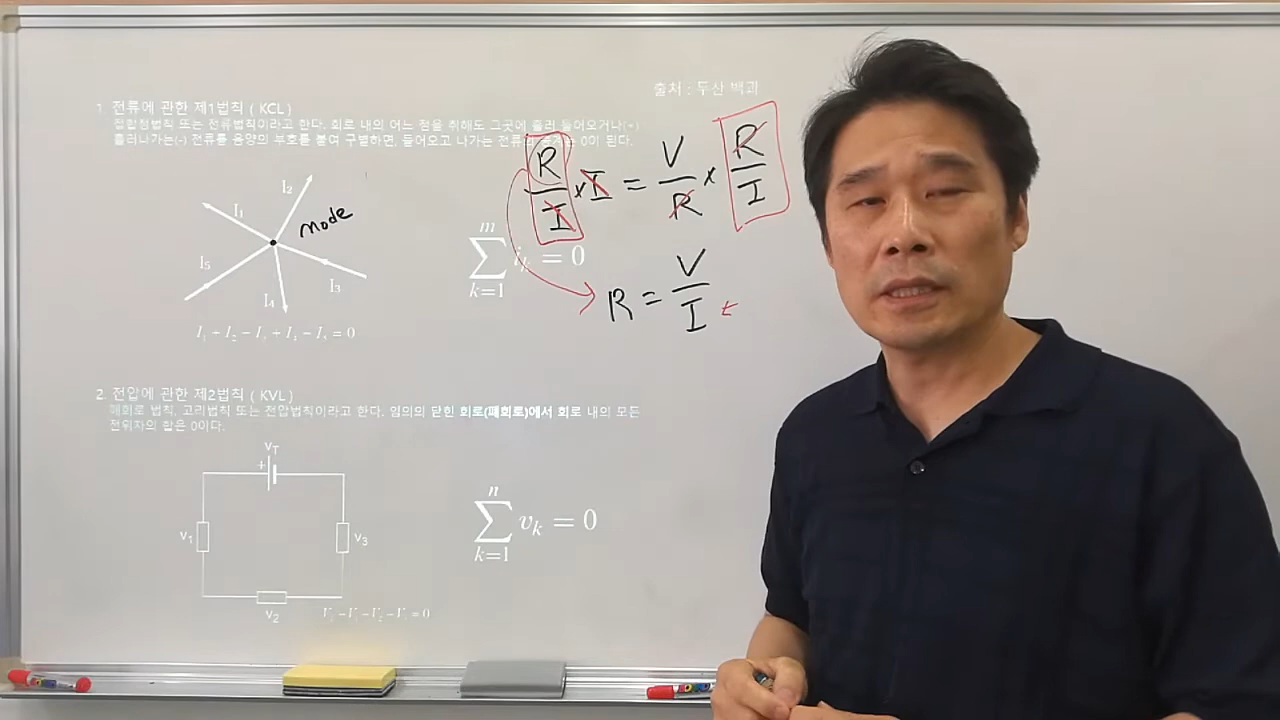 출처 : 두산 백과
1. 전류에 관한 제1법칙 ( KCL )
접합점법칙 또는 전류법칙이라고 한다. 회로 내의 어느 점을 취해도 그곳에 흘러 들어오거나(+)
흘러나가는(-) 전류를 음양의 부호를 붙여 구별하면, 들어오고 나가는 전류의 0이 된다.
R/I × I = V/R × R/I
I₂
I₁
mode
I₅
I₄
I₃
m
∑ iₖ = 0
k=1
R = V/I
= 0
2. 전압에 관한 제2법칙 ( KVL )
폐회로 법칙, 고리법칙 또는 전압법칙이라고 한다. 임의의 닫힌 회로(폐회로)에서 회로 내의 모든
전위차의 합은 0이다.
V_T
+
V₁
V₃
V₂
n
∑ vₖ = 0
k=1
= 0